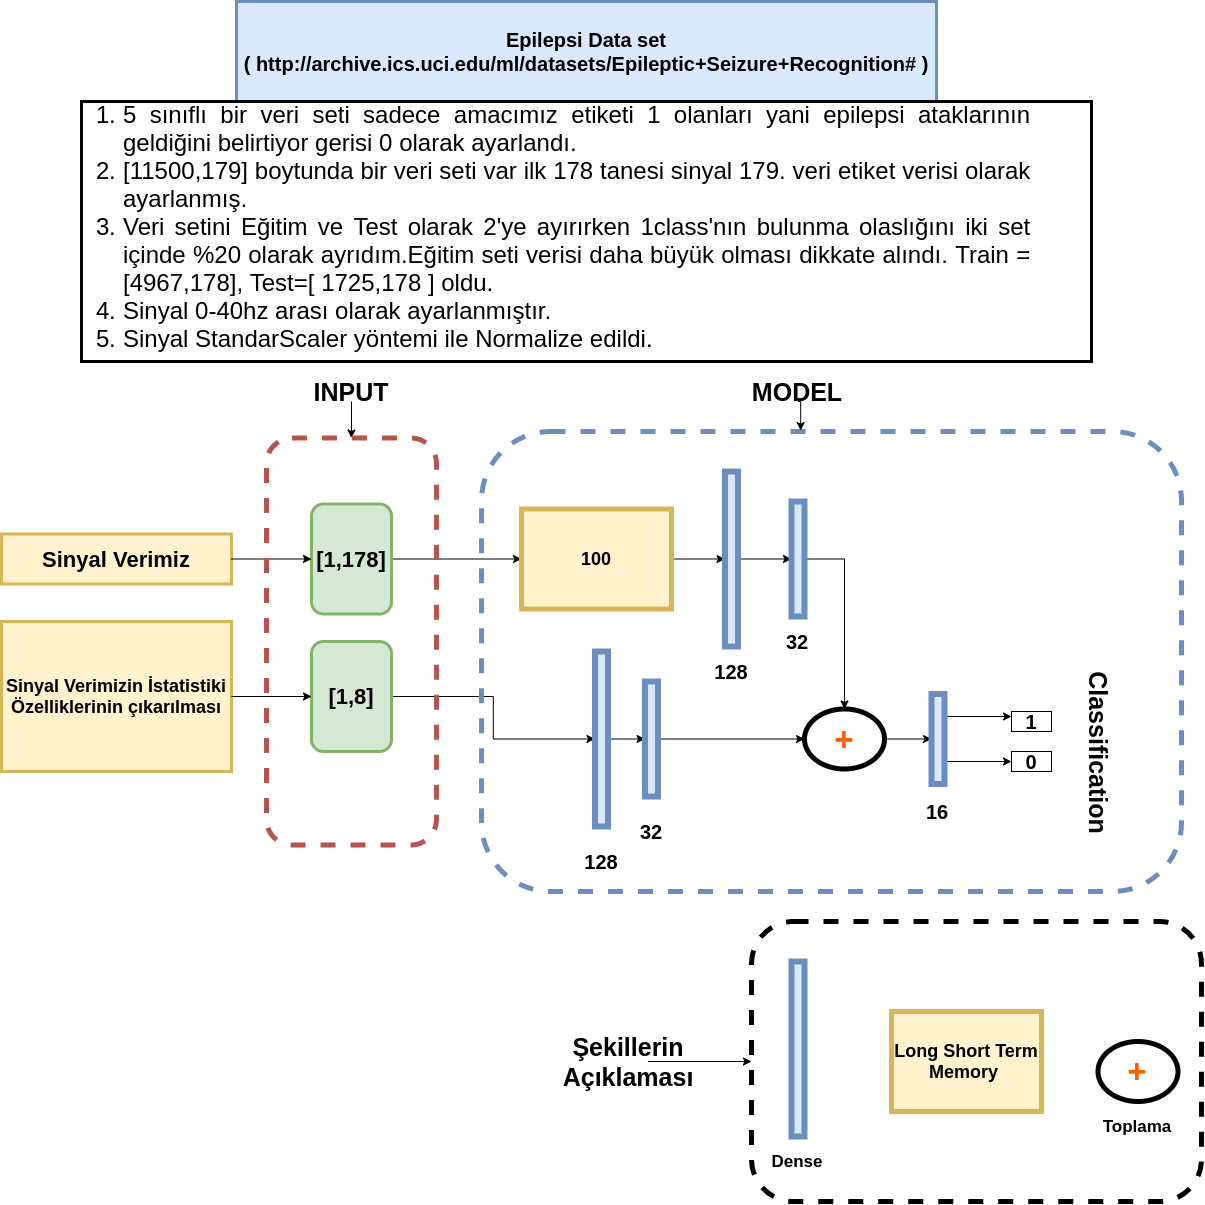 Epilepsi Data set
( http://archive.ics.uci.edu/ml/datasets/Epileptic+Seizure+Recognition# )
1. 5 sınıflı bir veri seti sadece amacımız etiketi 1 olanları yani epilepsi ataklarının
geldiğini belirtiyor gerisi 0 olarak ayarlandı.
2. [11500,179] boytunda bir veri seti var ilk 178 tanesi sinyal 179. veri etiket verisi olarak
ayarlanmış.
3. Veri setini Eğitim ve Test olarak 2'ye ayırırken 1class'nın bulunma olaslığını iki set
içinde %20 olarak ayrıdım.Eğitim seti verisi daha büyük olması dikkate alındı. Train =
[4967,178], Test=[ 1725,178 ] oldu.
4. Sinyal 0-40hz arası olarak ayarlanmıştır.
5. Sinyal StandarScaler yöntemi ile Normalize edildi.
INPUT
MODEL
Sinyal Verimiz
[1,178]
100
128
32
Sinyal Verimizin İstatistiki
Özelliklerinin çıkarılması
[1,8]
128
32
+
16
1
0
Classification
Şekillerin
Açıklaması
Dense
Long Short Term
Memory
+
Toplama